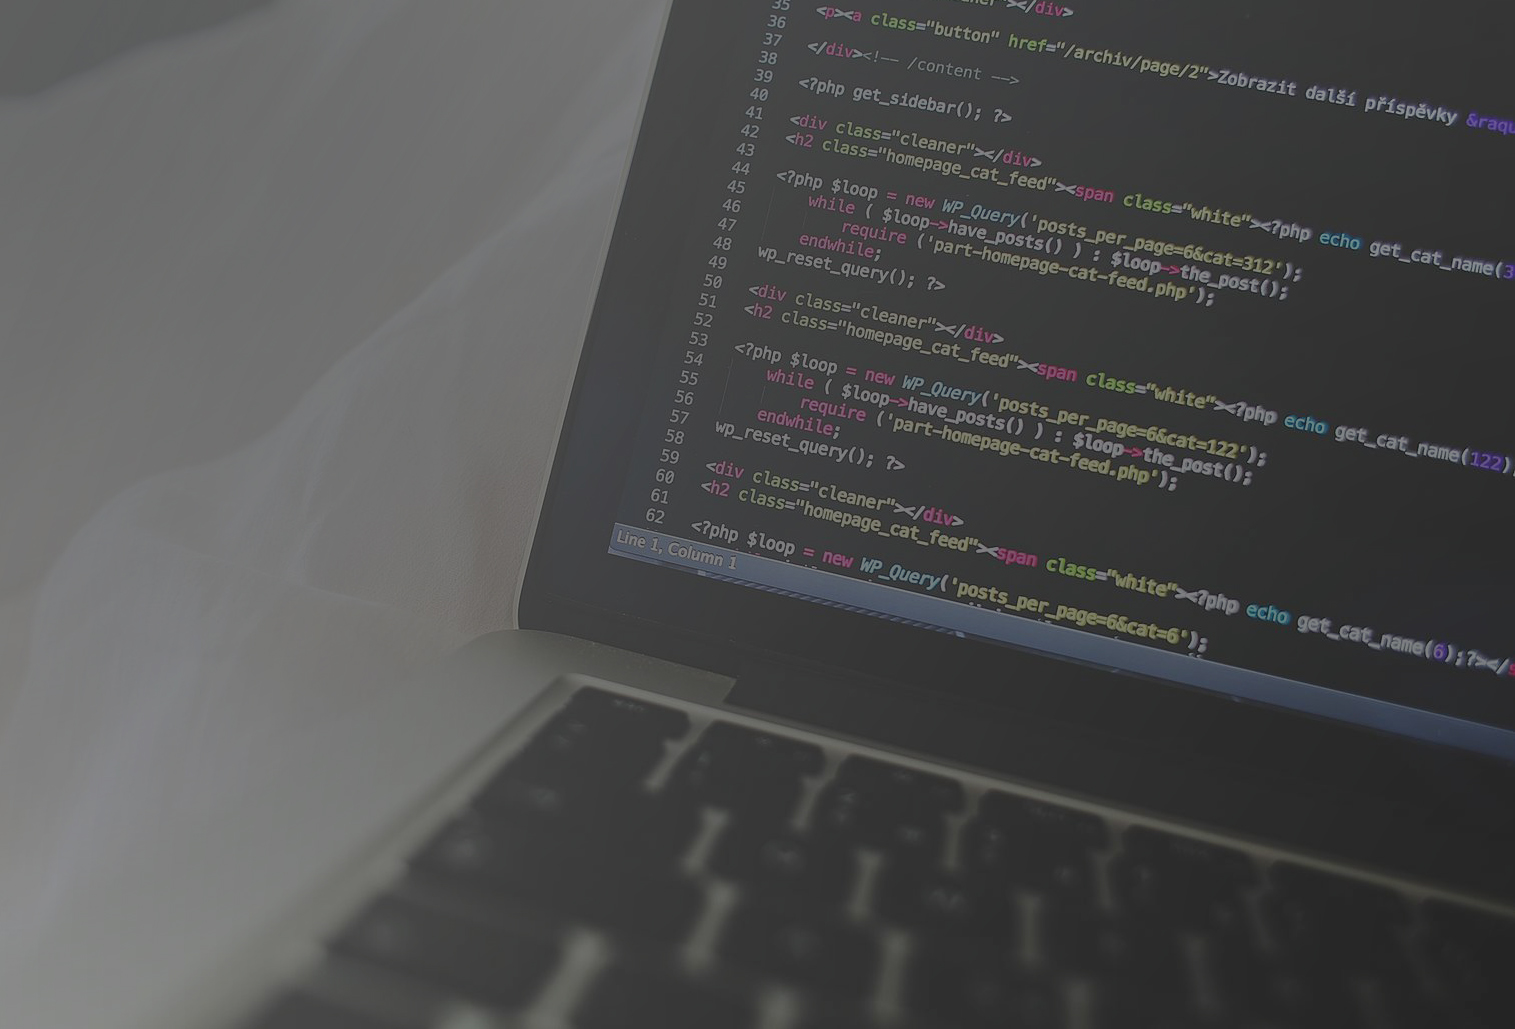 35
36
37
38
39
40
41
42
43
44
45
46
47
48
49
50
51
52
53
54
55
56
57
58
59
60
61
62
></div>
<p><a class="button" href="/archiv/page/2">Zobrazit další příspěvky &raqu
</div><!-- /content -->
<?php get_sidebar(); ?>
<div class="cleaner"></div>
<h2 class="homepage_cat_feed"><span class="white"><?php echo get_cat_name(3
<?php $loop = new WP_Query('posts_per_page=6&cat=312');
while ( $loop->have_posts() ) : $loop->the_post();
require ('part-homepage-cat-feed.php');
endwhile;
wp_reset_query(); ?>
<div class="cleaner"></div>
<h2 class="homepage_cat_feed"><span class="white"><?php echo get_cat_name(122);
<?php $loop = new WP_Query('posts_per_page=6&cat=122');
while ( $loop->have_posts() ) : $loop->the_post();
require ('part-homepage-cat-feed.php');
endwhile;
wp_reset_query(); ?>
<div class="cleaner"></div>
<h2 class="homepage_cat_feed"><span class="white"><?php echo get_cat_name(6);?></s
<?php $loop = new WP_Query('posts_per_page=6&cat=6');
Line 1, Column 1